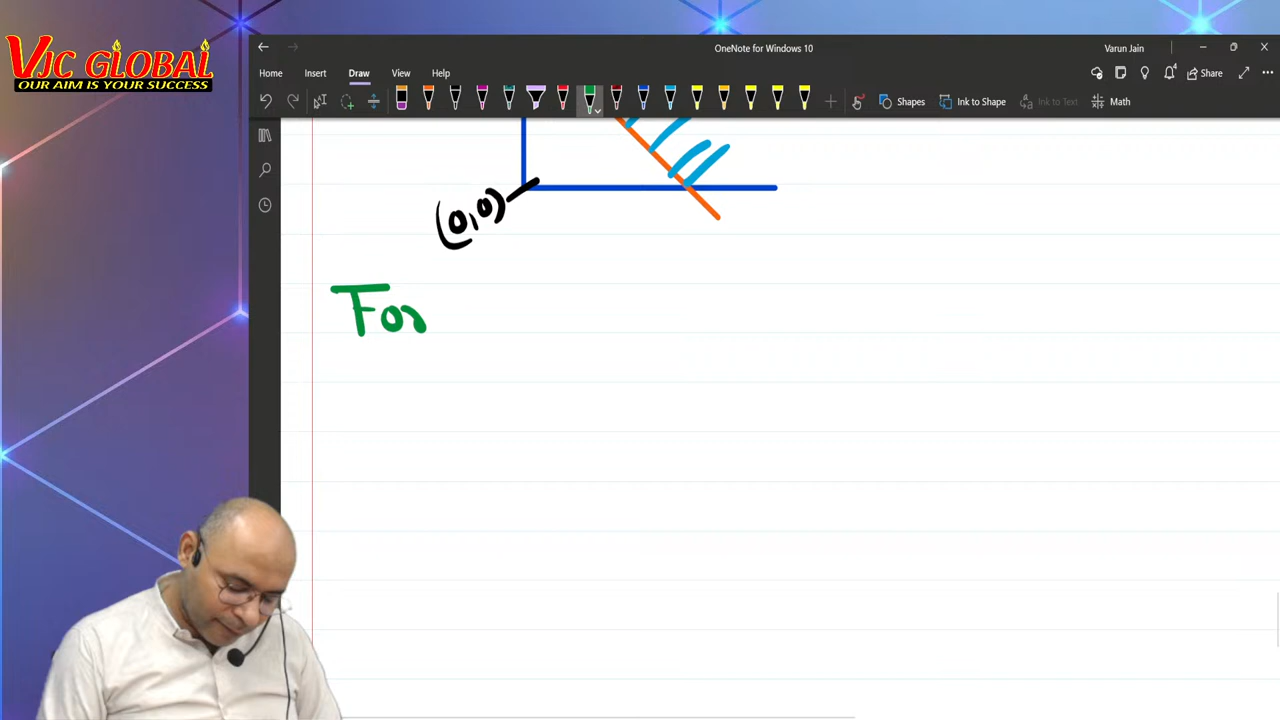 VJC GLOBAL
OUR AIM IS YOUR SUCCESS
OneNote for Windows 10
Varun Jain
Home Insert Draw View Help
4
Share
Shapes
Ink to Shape
Ink to Text
Math
(0,0)
For